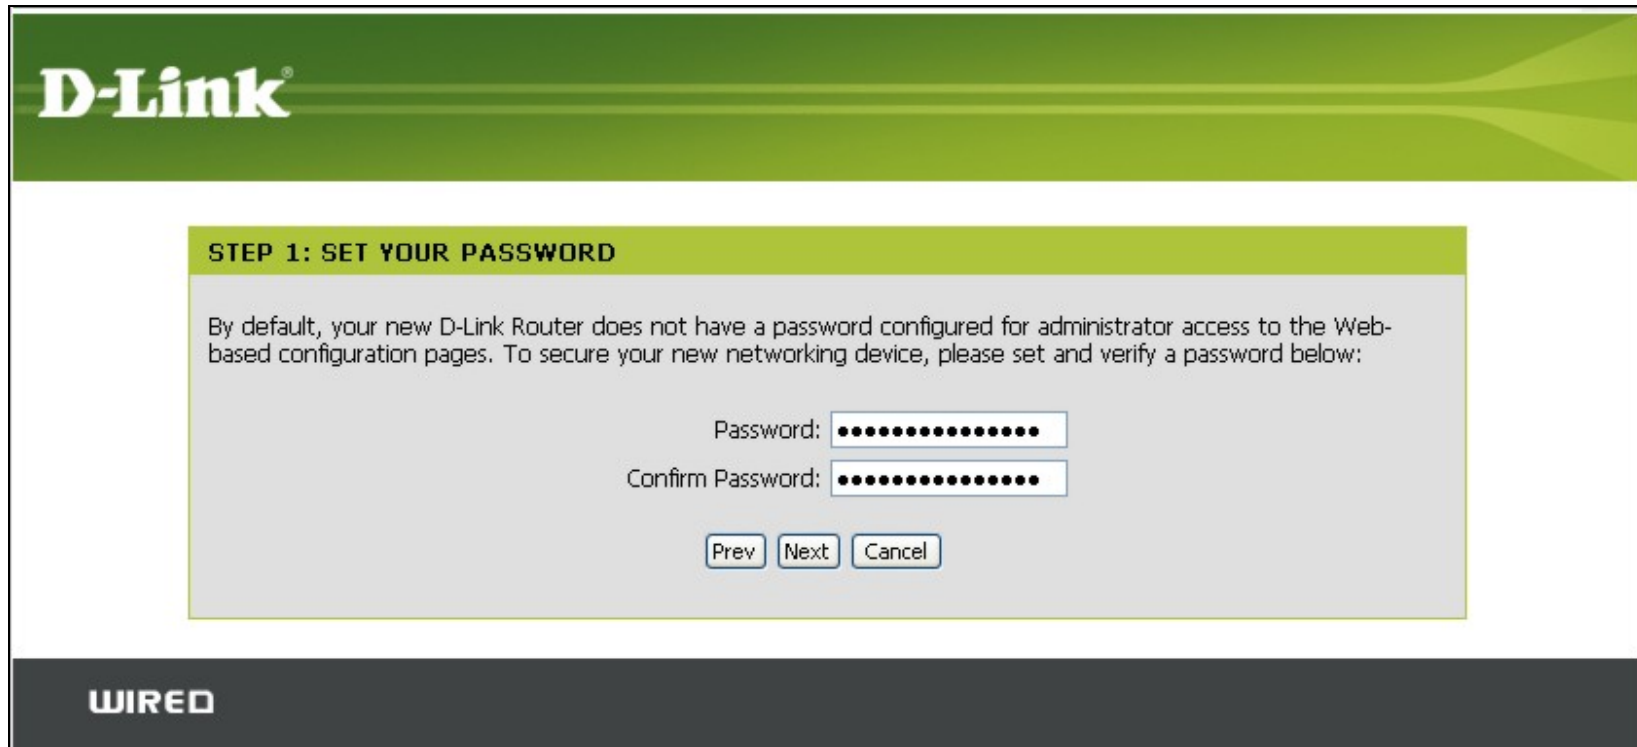 D-Link®
STEP 1: SET YOUR PASSWORD
By default, your new D-Link Router does not have a password configured for administrator access to the Web-
based configuration pages. To secure your new networking device, please set and verify a password below:
Password: •••••••••••••••
Confirm Password: •••••••••••••••
Prev Next Cancel
WIRED